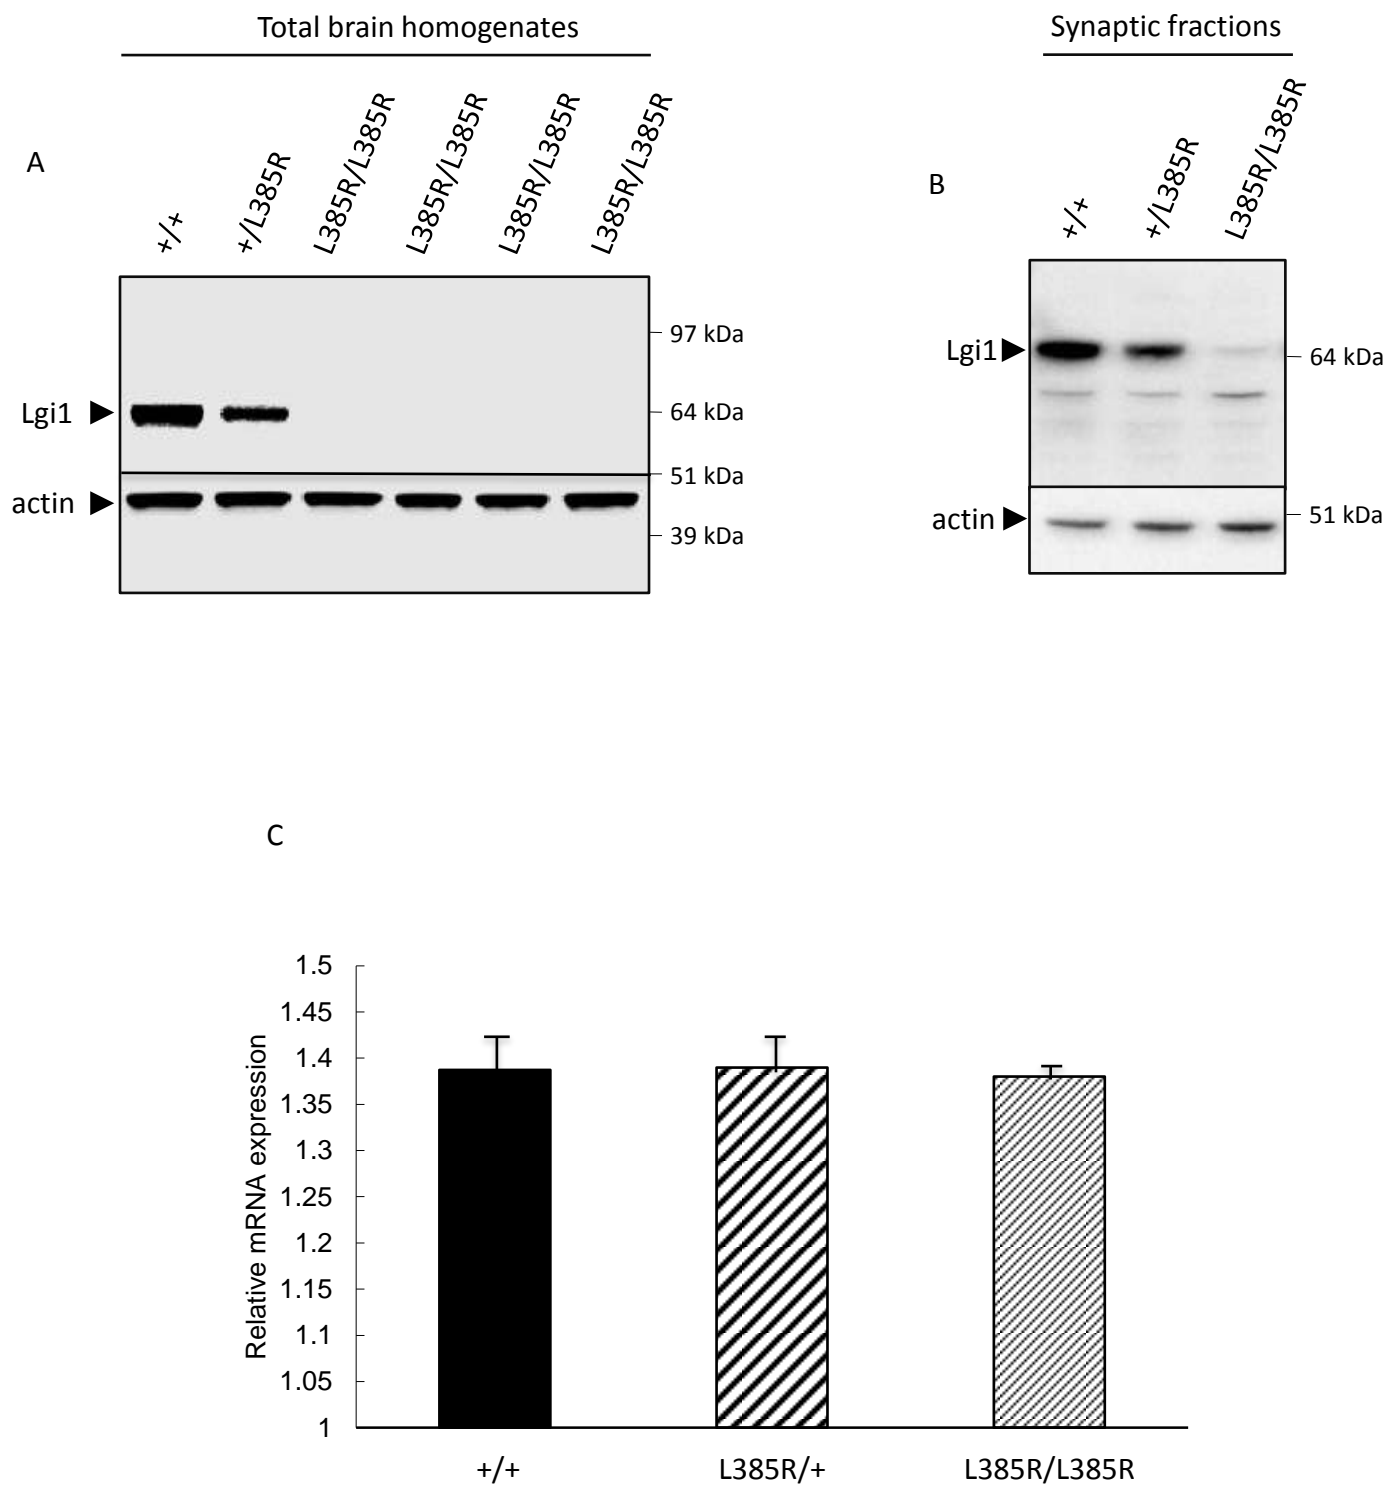 Total brain homogenates
Synaptic fractions
A
+/+
+/L385R
L385R/L385R
L385R/L385R
L385R/L385R
L385R/L385R
97 kDa
Lgi1
64 kDa
51 kDa
actin
39 kDa
B
+/+
+/L385R
L385R/L385R
Lgi1
64 kDa
actin
51 kDa
C
Relative mRNA expression
1.5
1.45
1.4
1.35
1.3
1.25
1.2
1.15
1.1
1.05
1
+/+
L385R/+
L385R/L385R